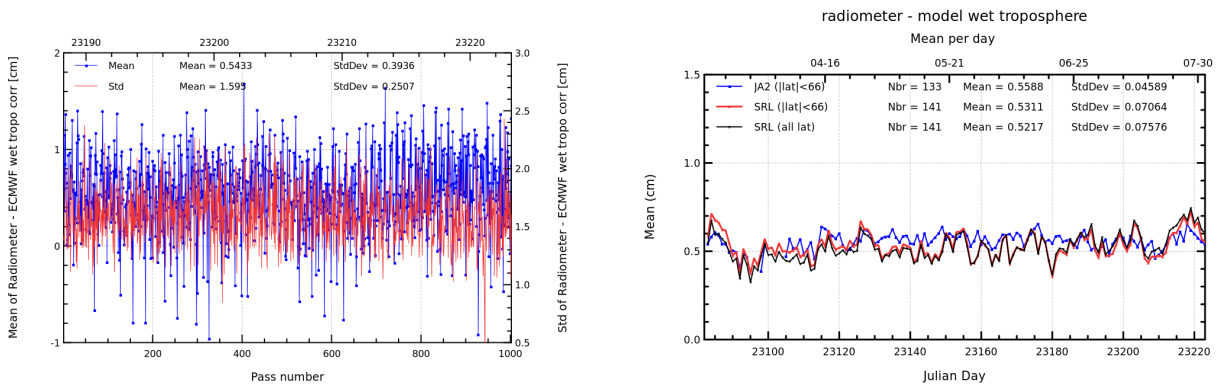 23190 23200 23210 23220
Mean Mean = 0.5433 StdDev = 0.3936
Std Mean = 1.595 StdDev = 0.2507
2
1
0
-1
3.0
2.5
2.0
1.5
1.0
0.5
200 400 600 800 1000
Pass number
Mean of Radiometer - ECMWF wet tropo corr [cm]
Std of Radiometer - ECMWF wet tropo corr [cm]
radiometer - model wet troposphere
Mean per day
04-16 05-21 06-25 07-30
JA2 (|lat|<66) Nbr = 133 Mean = 0.5588 StdDev = 0.04589
SRL (|lat|<66) Nbr = 141 Mean = 0.5311 StdDev = 0.07064
SRL (all lat) Nbr = 141 Mean = 0.5217 StdDev = 0.07576
1.5
1.0
0.5
0.0
Mean (cm)
23100 23120 23140 23160 23180 23200 23220
Julian Day